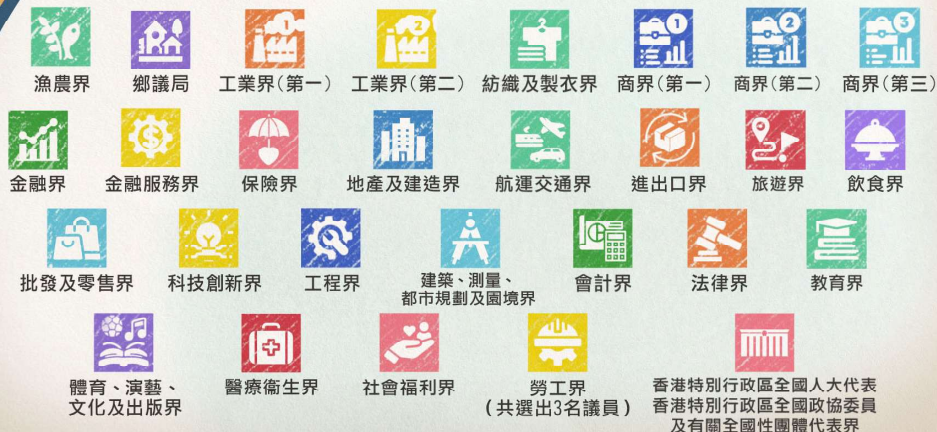 漁農界
鄉議局
工業界(第一)
工業界(第二)
紡織及製衣界
商界(第一)
商界(第二)
商界(第三)
金融界
金融服務界
保險界
地產及建造界
航運交通界
進出口界
旅遊界
飲食界
批發及零售界
科技創新界
工程界
建築、測量、
都市規劃及園境界
會計界
法律界
教育界
體育、演藝、
文化及出版界
醫療衞生界
社會福利界
勞工界
(共選出3名議員)
香港特別行政區全國人大代表
香港特別行政區全國政協委員
及有關全國性團體代表界